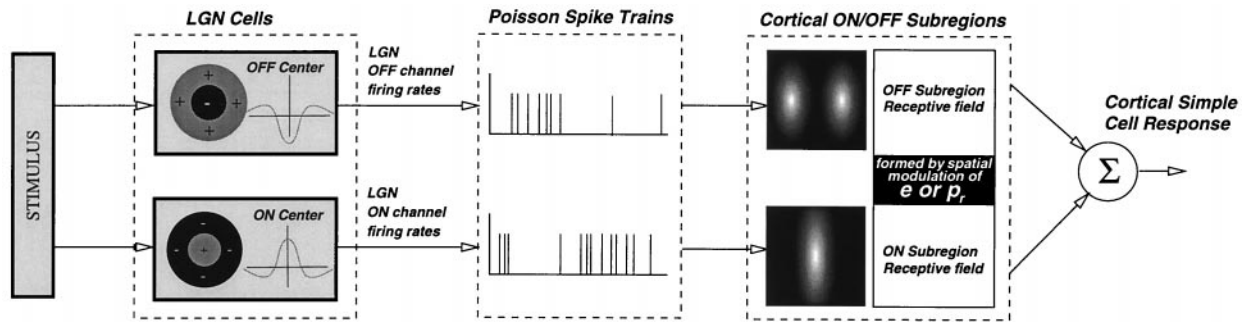 LGN Cells
Poisson Spike Trains
Cortical ON/OFF Subregions
STIMULUS
OFF Center
+
+
-
+
+
LGN
OFF channel
firing rates
OFF Subregion
Receptive field
formed by spatial
modulation of
e or pr
ON Center
-
-
+
-
-
LGN
ON channel
firing rates
ON Subregion
Receptive field
Cortical Simple
Cell Response
Σ